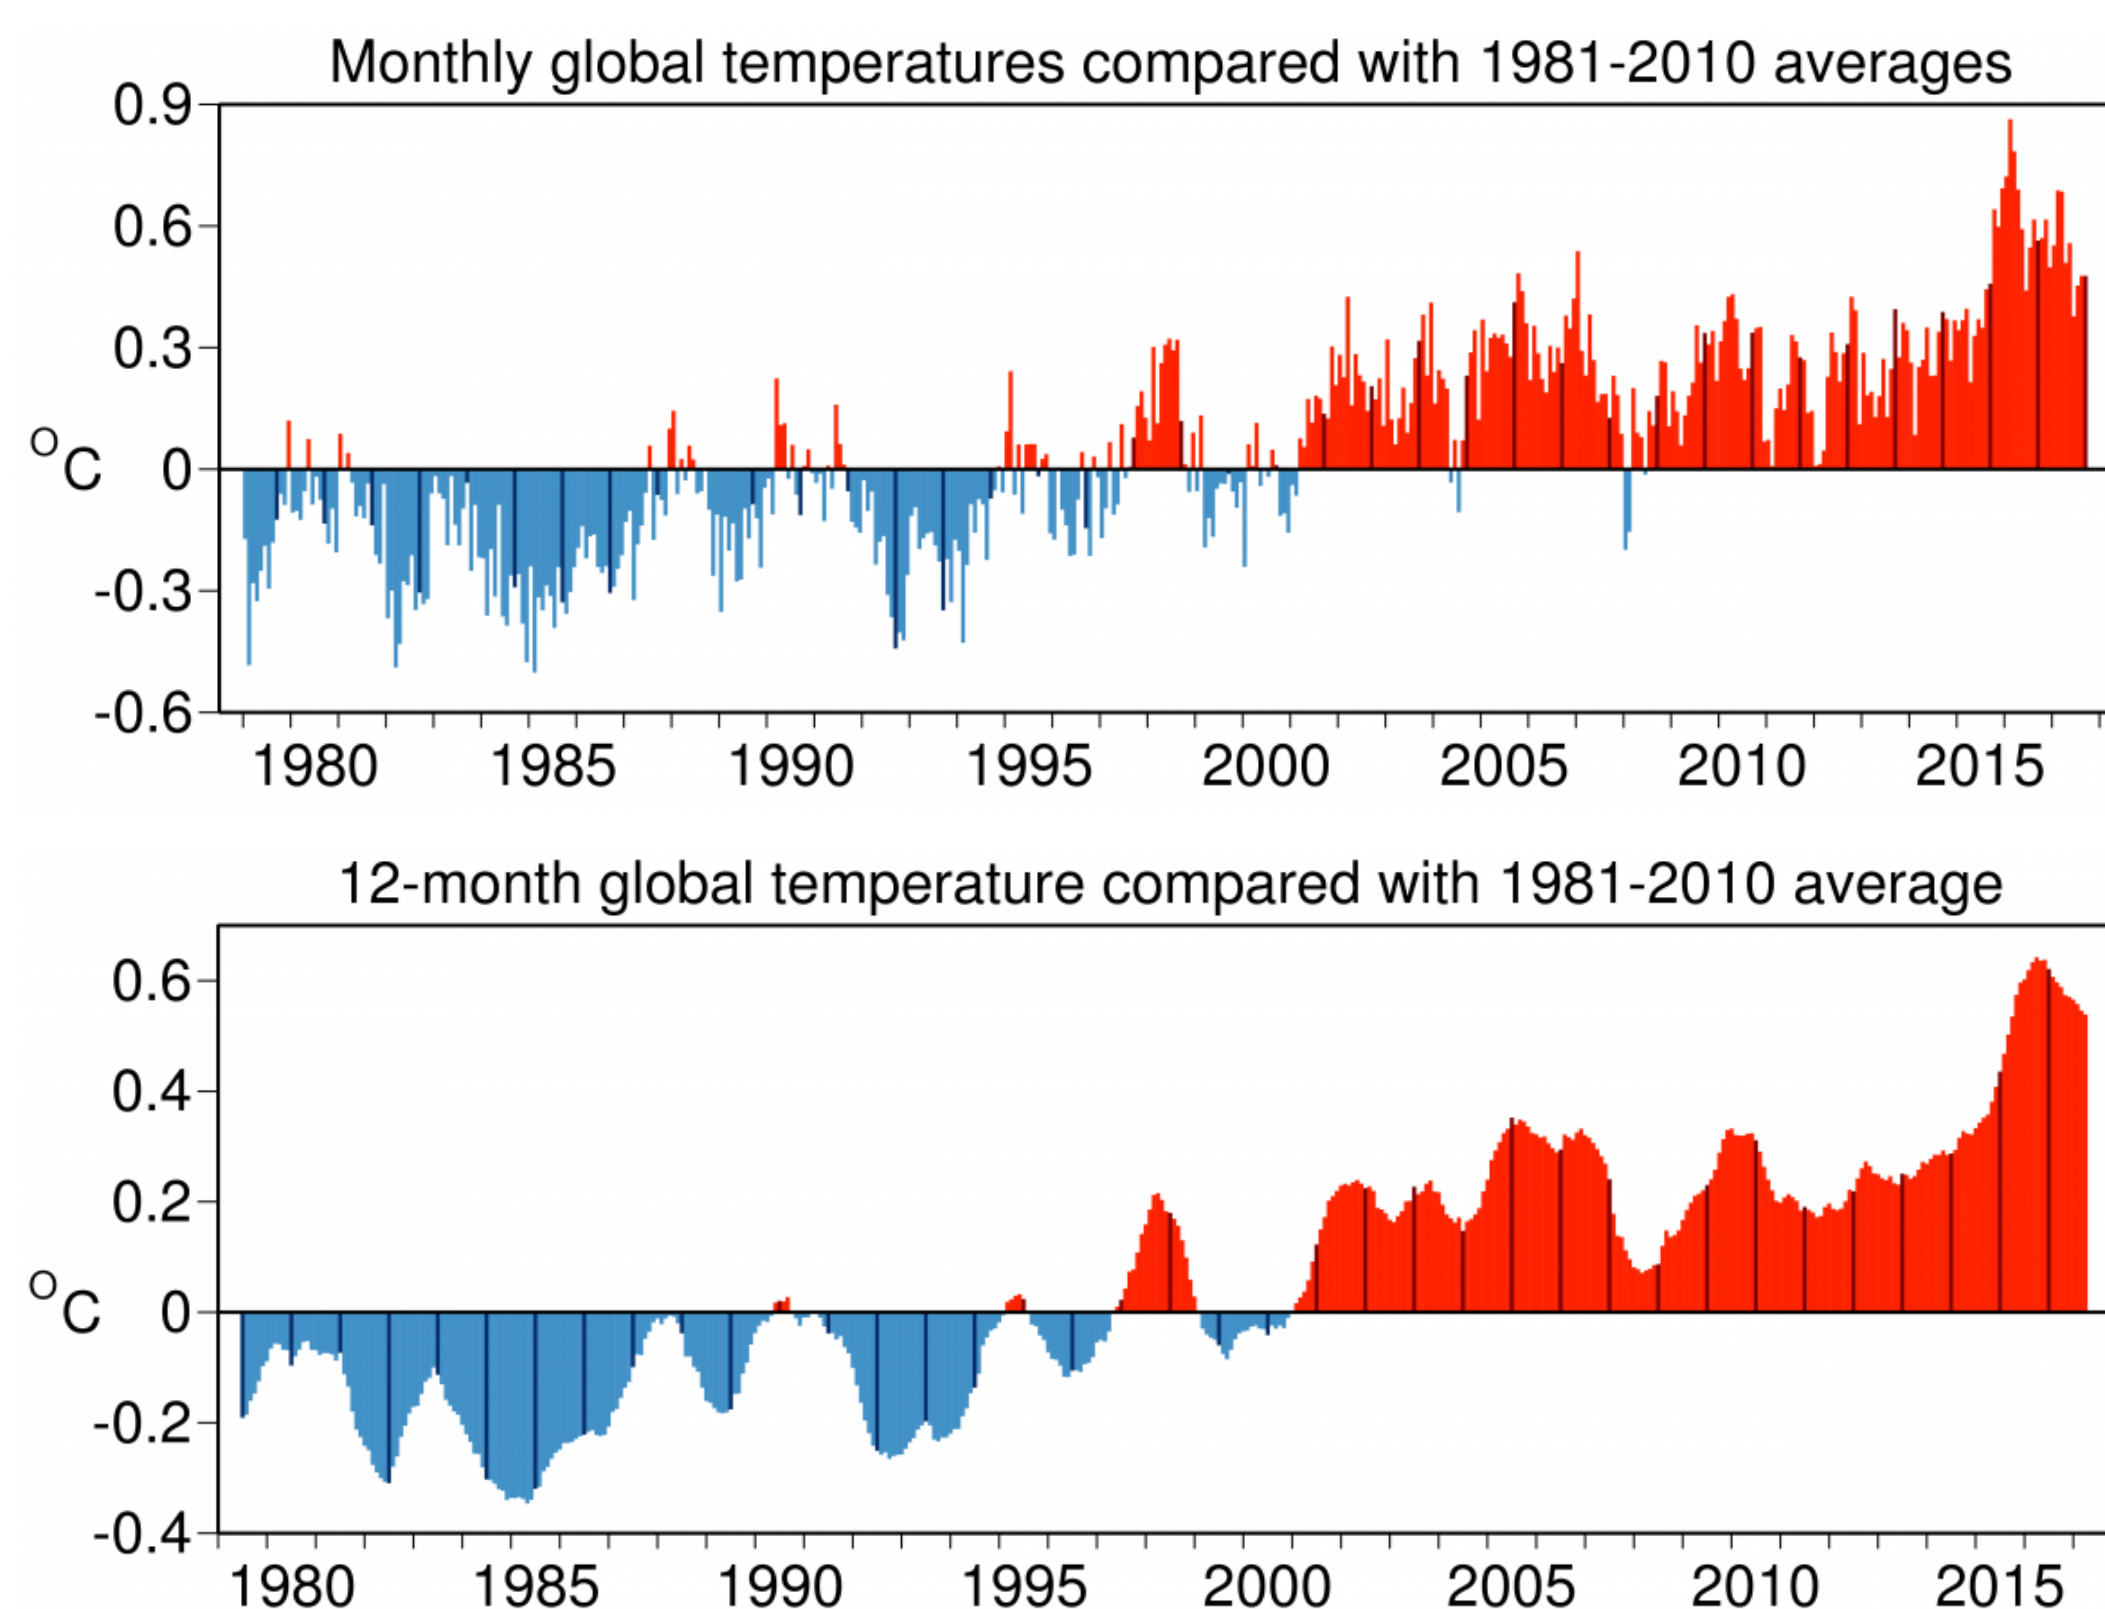 Monthly global temperatures compared with 1981-2010 averages
0.9
0.6
0.3
°C
0
-0.3
-0.6
1980 1985 1990 1995 2000 2005 2010 2015
12-month global temperature compared with 1981-2010 average
0.6
0.4
0.2
°C
0
-0.2
-0.4
1980 1985 1990 1995 2000 2005 2010 2015